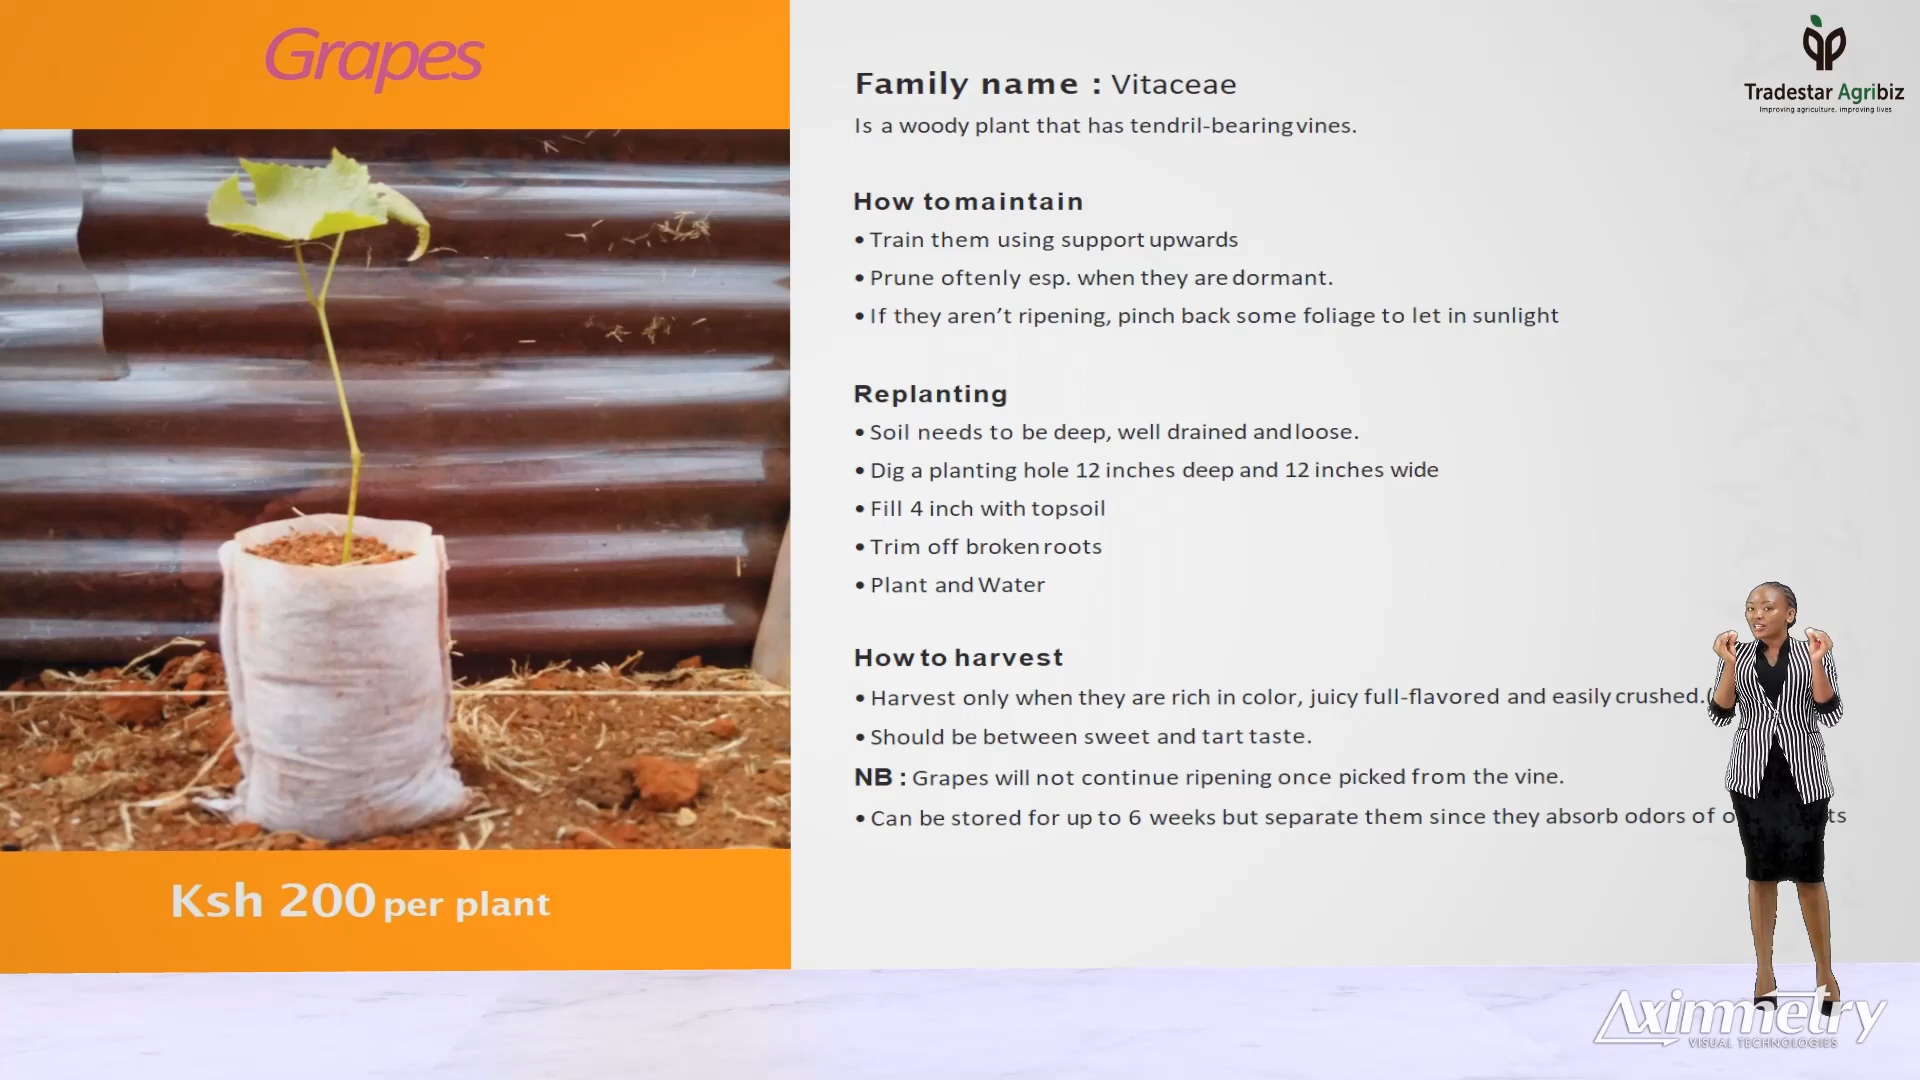 Grapes
Ksh 200 per plant
Family name : Vitaceae
Is a woody plant that has tendril-bearing vines.
How to maintain
• Train them using support upwards
• Prune oftenly esp. when they are dormant.
• If they aren’t ripening, pinch back some foliage to let in sunlight
Replanting
• Soil needs to be deep, well drained and loose.
• Dig a planting hole 12 inches deep and 12 inches wide
• Fill 4 inch with topsoil
• Trim off broken roots
• Plant and Water
How to harvest
• Harvest only when they are rich in color, juicy full-flavored and easily crushed.(
• Should be between sweet and tart taste.
NB : Grapes will not continue ripening once picked from the vine.
• Can be stored for up to 6 weeks but separate them since they absorb odors of
Tradestar Agribiz
Improving agriculture. improving lives
Aximmetry
VISUAL TECHNOLOGIES